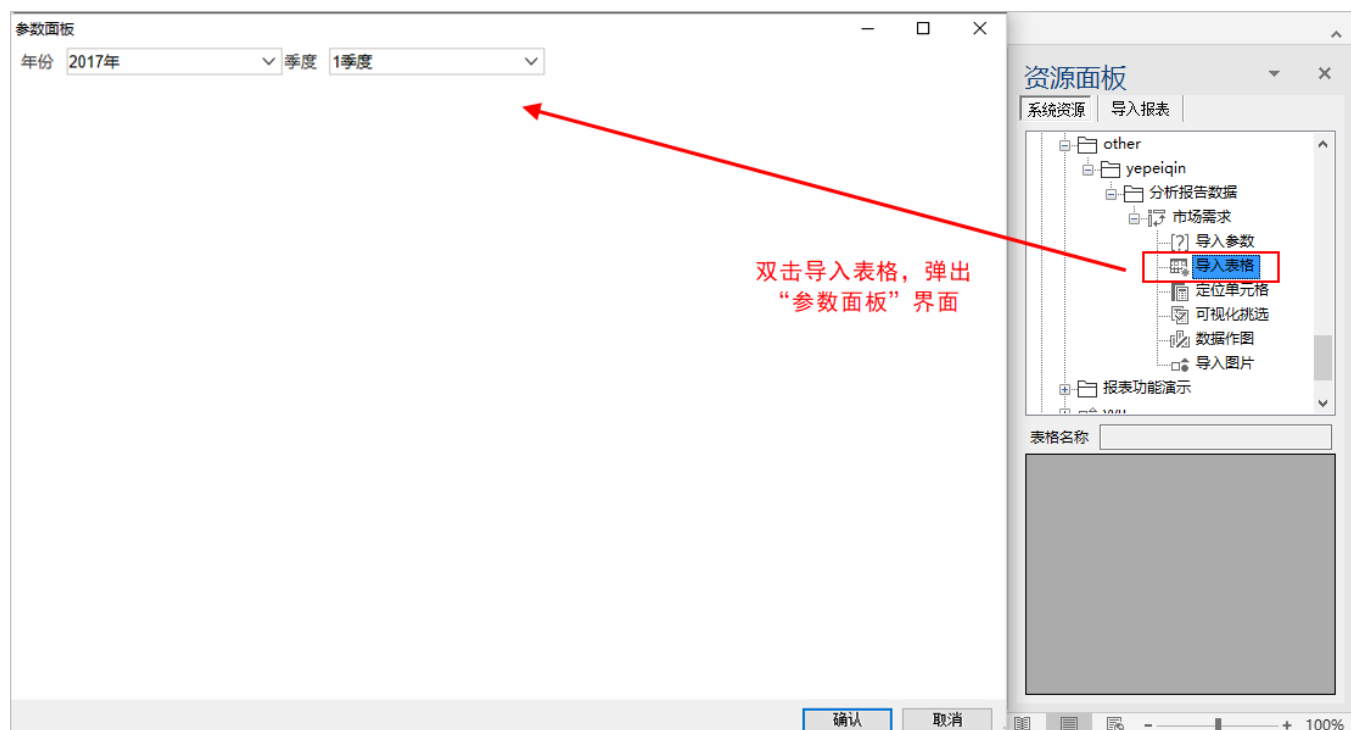 参数面板
年份 2017年 季度 1季度
双击导入表格，弹出
“参数面板”界面
确认 取消
资源面板
系统资源 导入报表
other
yepeiqin
分析报告数据
市场需求
导入参数
导入表格
定位单元格
可视化挑选
数据作图
导入图片
报表功能演示
表格名称
100%